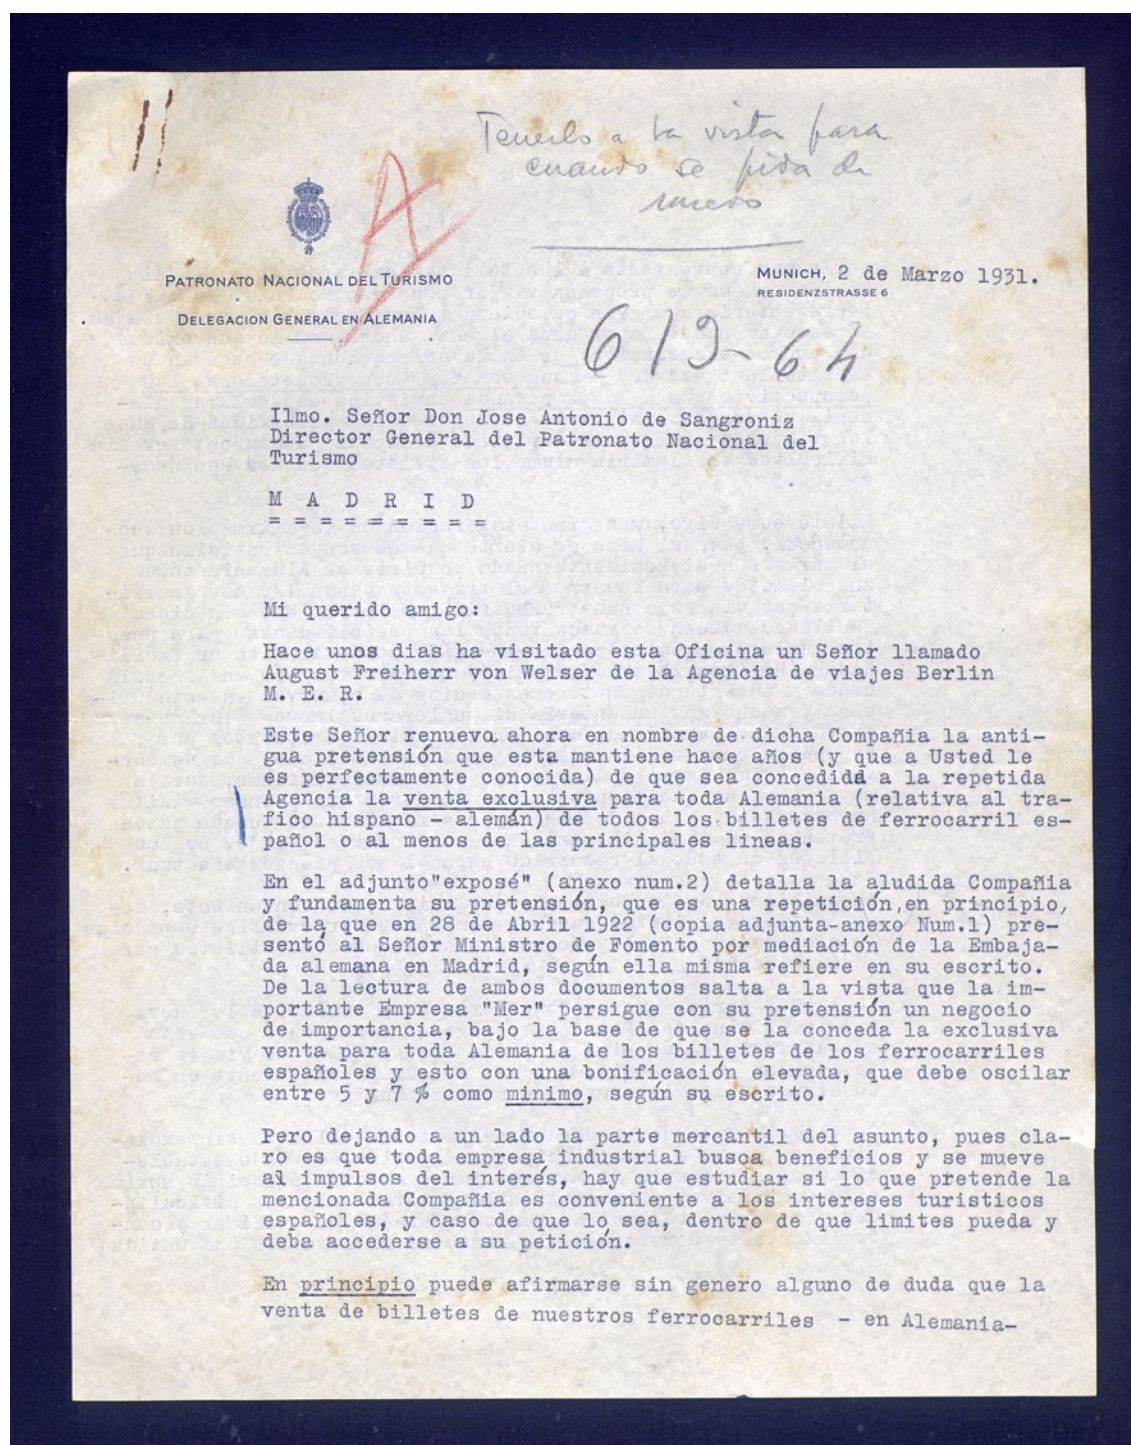 Tenerlo a la vista para
cuando se pida de
nuevo
PATRONATO NACIONAL DEL TURISMO
DELEGACION GENERAL EN ALEMANIA
A
MUNICH, 2 de Marzo 1931.
RESIDENZSTRASSE 6
619-64
Ilmo. Señor Don Jose Antonio de Sangroniz
Director General del Patronato Nacional del
Turismo
M A D R I D
= = = = = = = = =
Mi querido amigo:
Hace unos dias ha visitado esta Oficina un Señor llamado
August Freiherr von Welser de la Agencia de viajes Berlin
M. E. R.
Este Señor renueva ahora en nombre de dicha Compañia la anti-
gua pretensión que esta mantiene hace años (y que a Usted le
es perfectamente conocida) de que sea concedida a la repetida
Agencia la venta exclusiva para toda Alemania (relativa al tra-
fico hispano - alemán) de todos los billetes de ferrocarril es-
pañol o al menos de las principales lineas.
En el adjunto"exposé" (anexo num.2) detalla la aludida Compañia
y fundamenta su pretensión, que es una repetición,en principio,
de la que en 28 de Abril 1922 (copia adjunta-anexo Num.1) pre-
sentó al Señor Ministro de Fomento por mediación de la Embaja-
da alemana en Madrid, según ella misma refiere en su escrito.
De la lectura de ambos documentos salta a la vista que la im-
portante Empresa "Mer" persigue con su pretensión un negocio
de importancia, bajo la base de que se la conceda la exclusiva
venta para toda Alemania de los billetes de los ferrocarriles
españoles y esto con una bonificación elevada, que debe oscilar
entre 5 y 7 % como minimo, según su escrito.
Pero dejando a un lado la parte mercantil del asunto, pues cla-
ro es que toda empresa industrial busca beneficios y se mueve
al impulsos del interés, hay que estudiar si lo que pretende la
mencionada Compañia es conveniente a los intereses turisticos
españoles, y caso de que lo sea, dentro de que limites pueda y
deba accederse a su petición.
En principio puede afirmarse sin genero alguno de duda que la
venta de billetes de nuestros ferrocarriles - en Alemania-